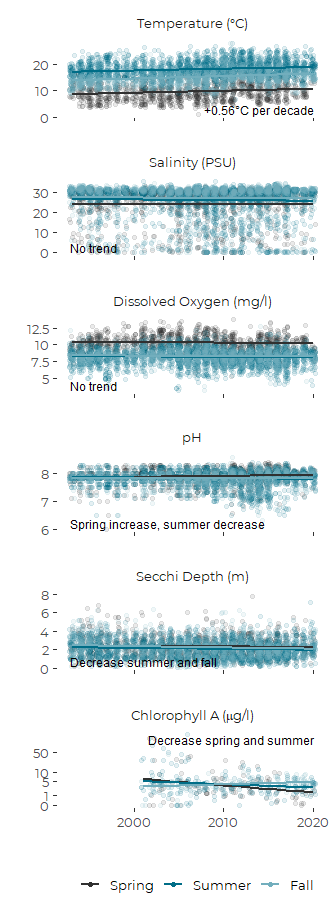 Temperature (°C)
20
10
0
+0.56°C per decade
Salinity (PSU)
30
20
10
0
No trend
Dissolved Oxygen (mg/l)
12.5
10
7.5
5
No trend
pH
8
7
6
Spring increase, summer decrease
Secchi Depth (m)
8
6
4
2
0
Decrease summer and fall
Chlorophyll A (μg/l)
Decrease spring and summer
50
10
5
1
0
2000 2010 2020
Spring Summer Fall